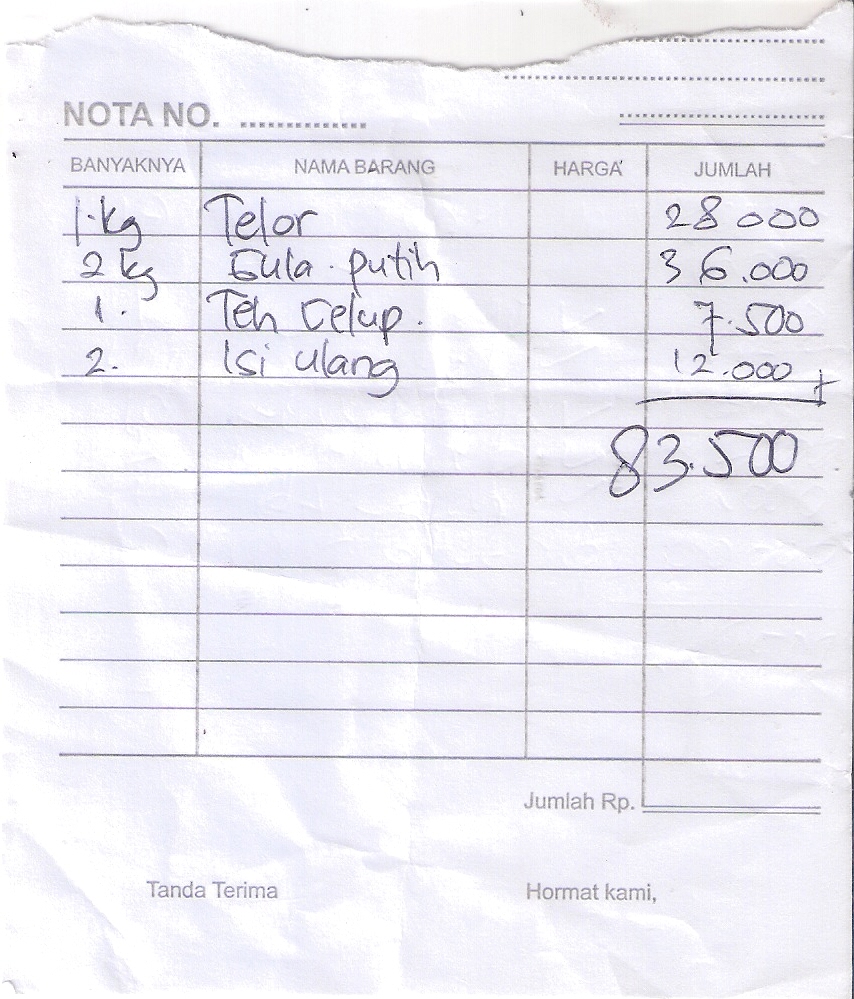 NOTA NO. ................
BANYAKNYA NAMA BARANG HARGA JUMLAH
1 kg Telor 28 000
2 kg Gula putih 36.000
1. Teh Celup. 7.500
2. Isi ulang 12.000 +
83.500
Jumlah Rp.
Tanda Terima Hormat kami,